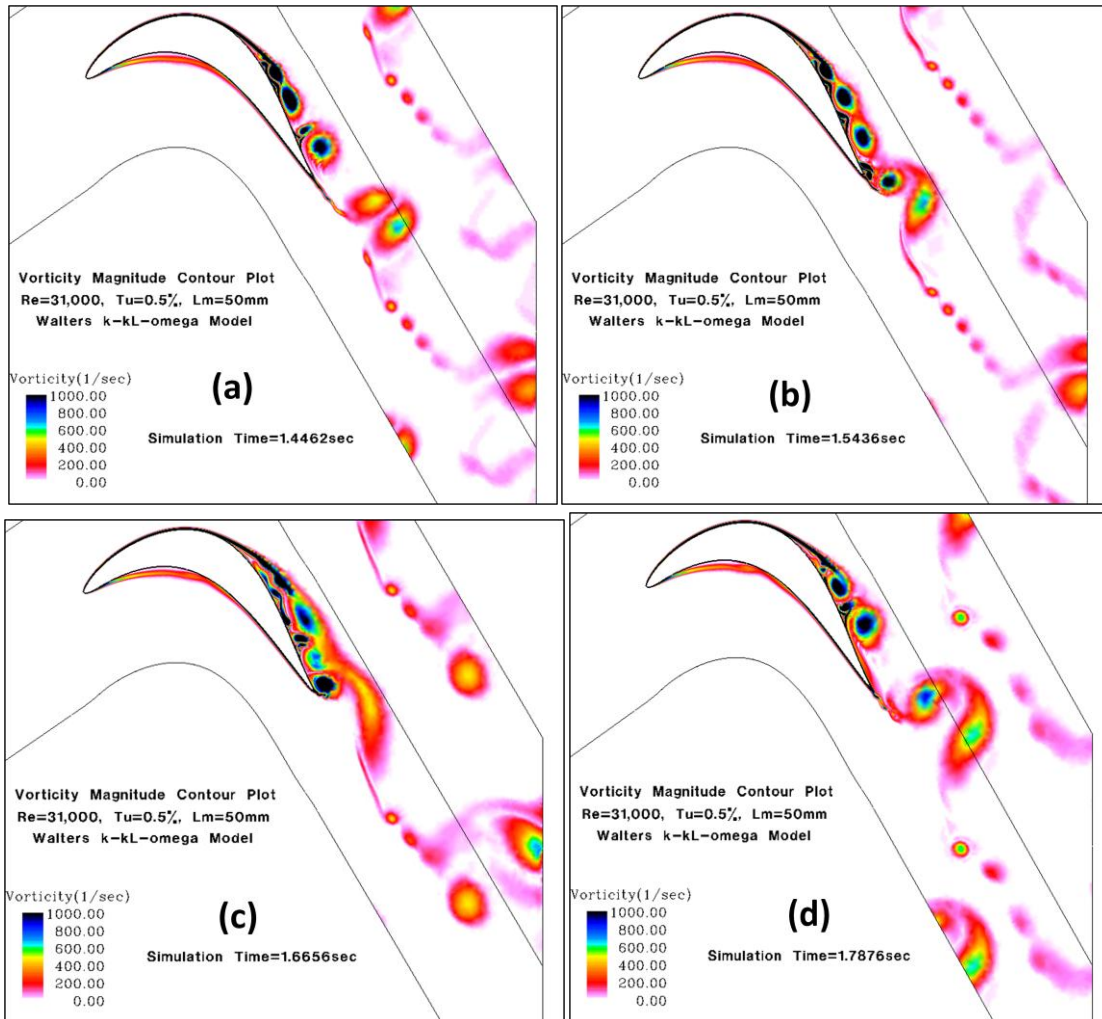 Vorticity Magnitude Contour Plot
Re=31,000, Tu=0.5%, Lm=50mm
Walters k-kL-omega Model
Vorticity(1/sec)
1000.00
800.00
600.00
400.00
200.00
0.00
(a)
Simulation Time=1.4462sec
Vorticity Magnitude Contour Plot
Re=31,000, Tu=0.5%, Lm=50mm
Walters k-kL-omega Model
Vorticity(1/sec)
1000.00
800.00
600.00
400.00
200.00
0.00
(b)
Simulation Time=1.5436sec
Vorticity Magnitude Contour Plot
Re=31,000, Tu=0.5%, Lm=50mm
Walters k-kL-omega Model
Vorticity(1/sec)
1000.00
800.00
600.00
400.00
200.00
0.00
(c)
Simulation Time=1.6656sec
Vorticity Magnitude Contour Plot
Re=31,000, Tu=0.5%, Lm=50mm
Walters k-kL-omega Model
Vorticity(1/sec)
1000.00
800.00
600.00
400.00
200.00
0.00
(d)
Simulation Time=1.7876sec